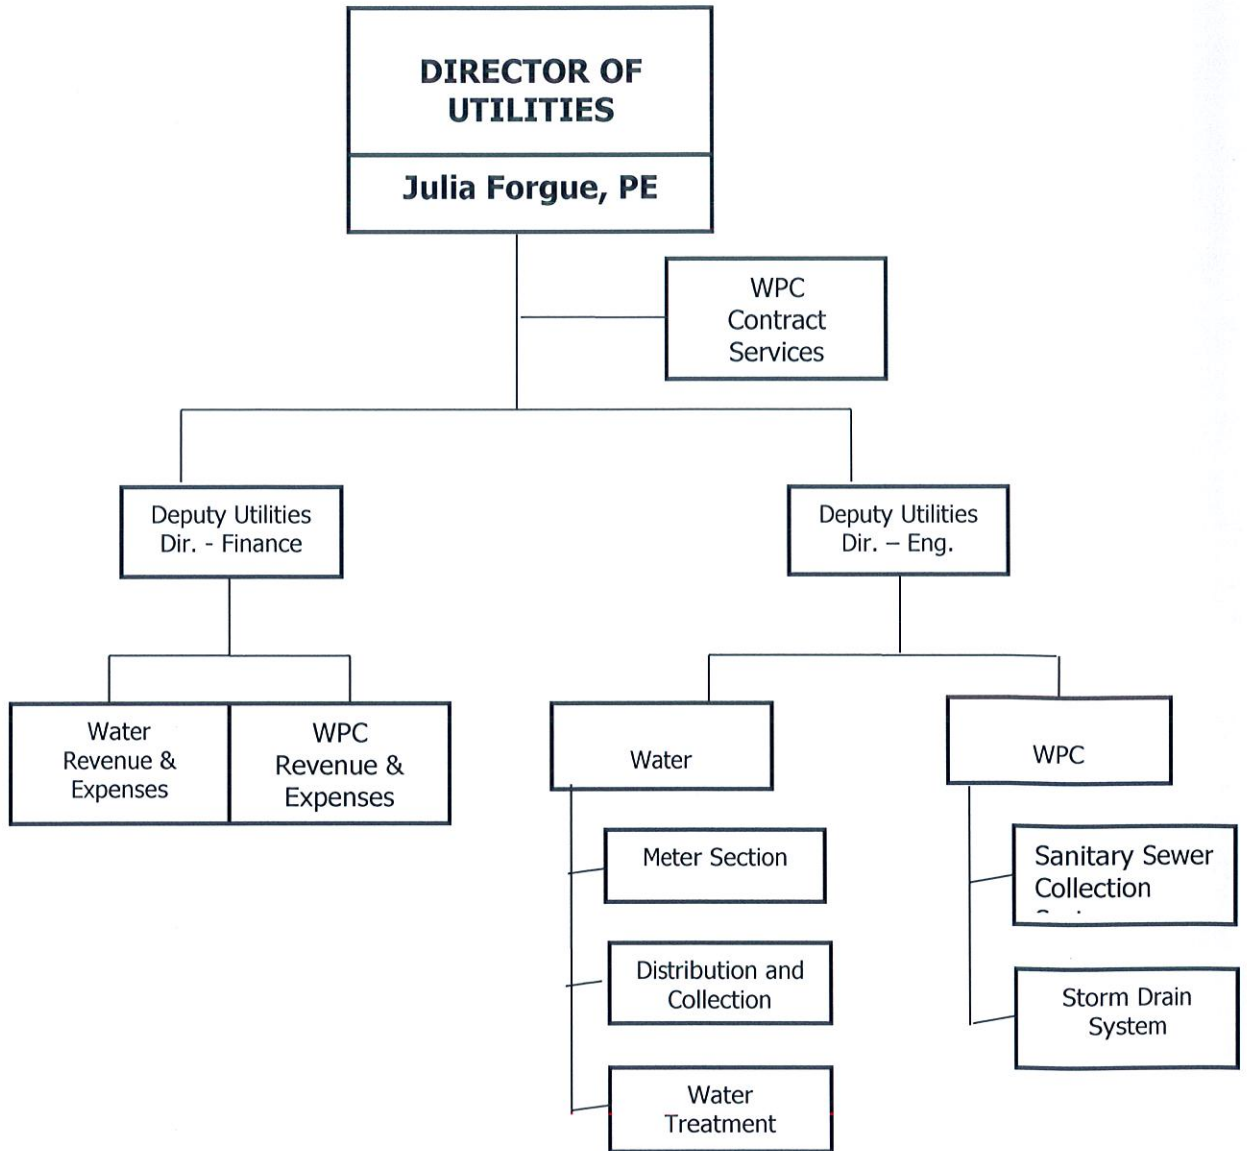 DIRECTOR OF
UTILITIES
Julia Forgue, PE
WPC
Contract
Services
Deputy Utilities
Dir. - Finance
Deputy Utilities
Dir. – Eng.
Water
Revenue &
Expenses
WPC
Revenue &
Expenses
Water
Meter Section
Distribution and
Collection
Water
Treatment
WPC
Sanitary Sewer
Collection
Storm Drain
System